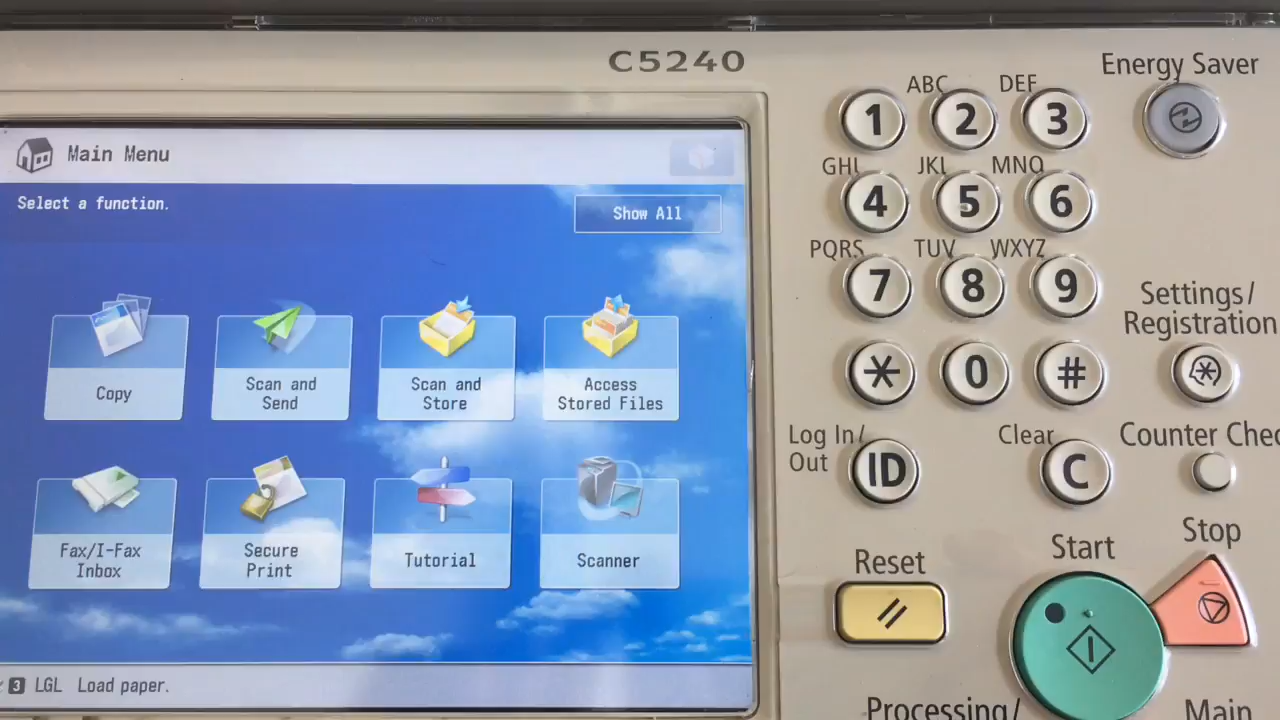 C5240
Energy Saver
Main Menu
Select a function.
Show All
Copy
Scan and
Send
Scan and
Store
Access
Stored Files
Fax/I-Fax
Inbox
Secure
Print
Tutorial
Scanner
3 LGL Load paper.
ABC DEF
1 2 3
GHI JKL MNO
4 5 6
PQRS TUV WXYZ
7 8 9
* 0 #
Settings/
Registration
Log In/
Out
ID
Clear
C
Counter Chec
Reset
Start
Stop
Processing/
Main